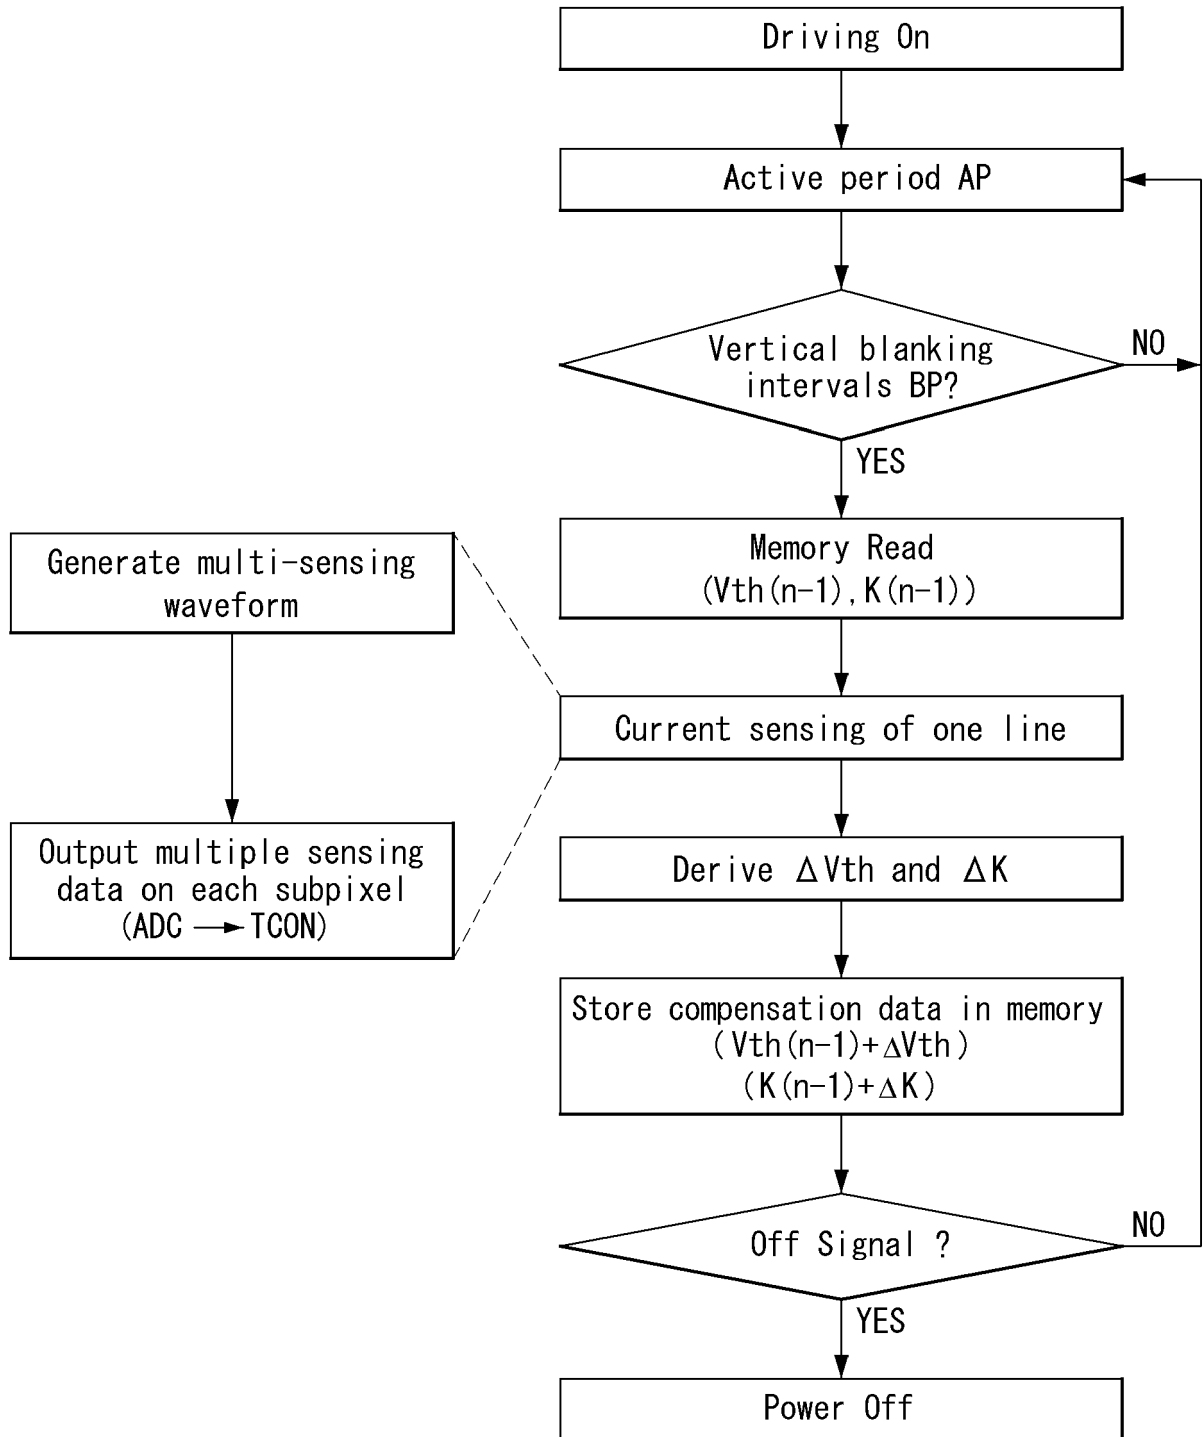 Driving On
Active period AP
Vertical blanking
intervals BP?
NO
YES
Memory Read
(Vth(n-1),K(n-1))
Generate multi-sensing
waveform
Current sensing of one line
Output multiple sensing
data on each subpixel
(ADC → TCON)
Derive ΔVth and ΔK
Store compensation data in memory
(Vth(n-1)+ΔVth)
(K(n-1)+ΔK)
Off Signal ?
NO
YES
Power Off